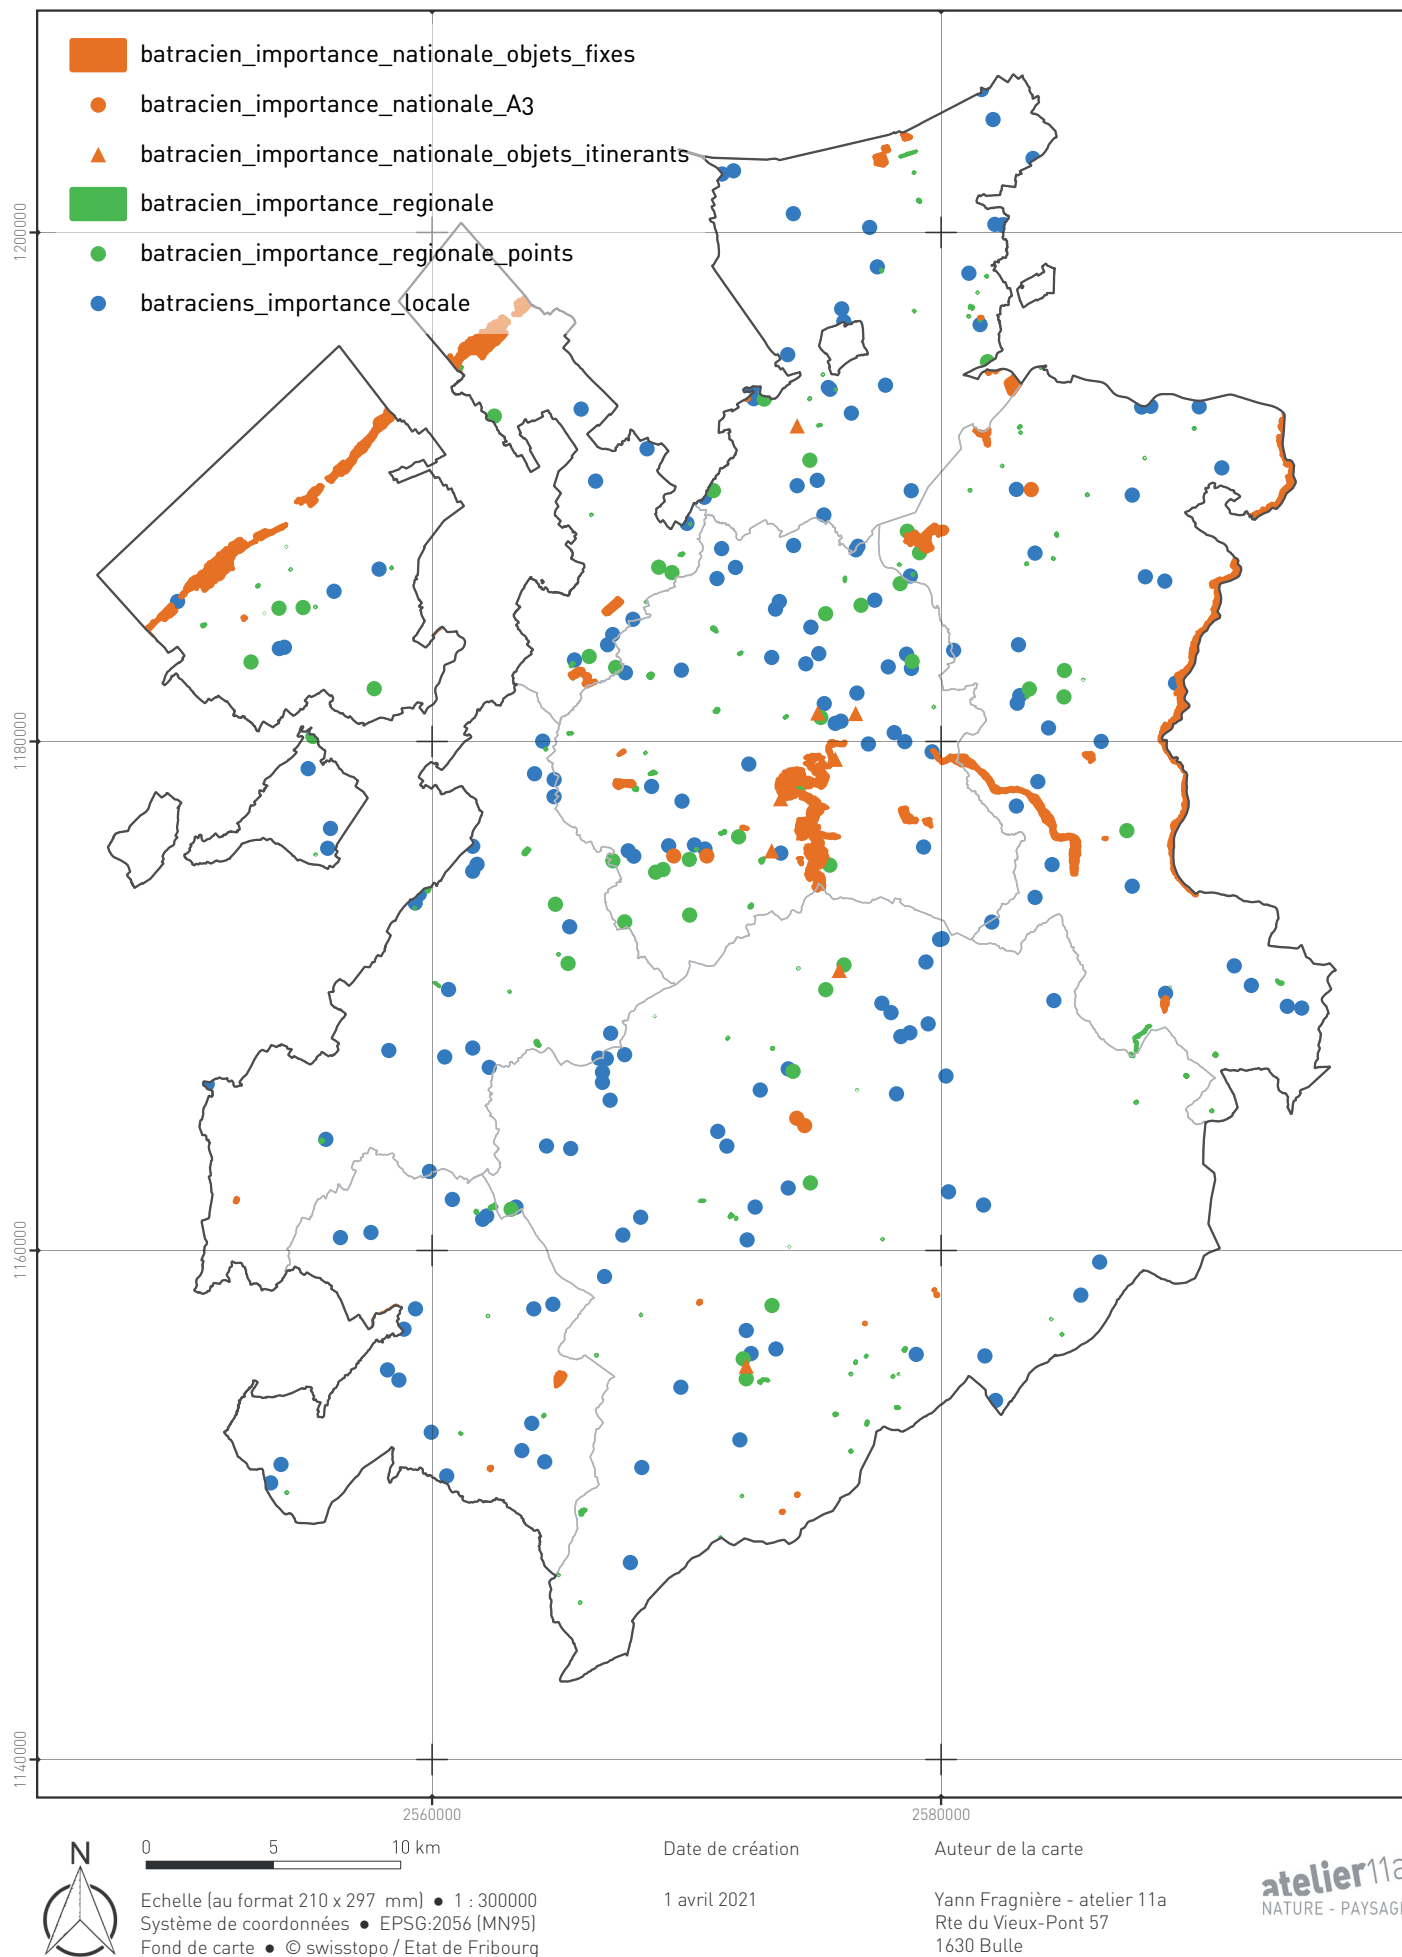 batracien_importance_nationale_objets_fixes
batracien_importance_nationale_A3
batracien_importance_nationale_objets_itinerants
batracien_importance_regionale
batracien_importance_regionale_points
batraciens_importance_locale
1200000
1180000
1160000
1140000
2560000 2580000
N
0 5 10 km
Echelle (au format 210 x 297 mm) ● 1 : 300000
Système de coordonnées ● EPSG:2056 (MN95)
Fond de carte ● © swisstopo / Etat de Fribourg
Date de création
1 avril 2021
Auteur de la carte
Yann Fragnière - atelier 11a
Rte du Vieux-Pont 57
1630 Bulle
atelier11a
NATURE - PAYSAG